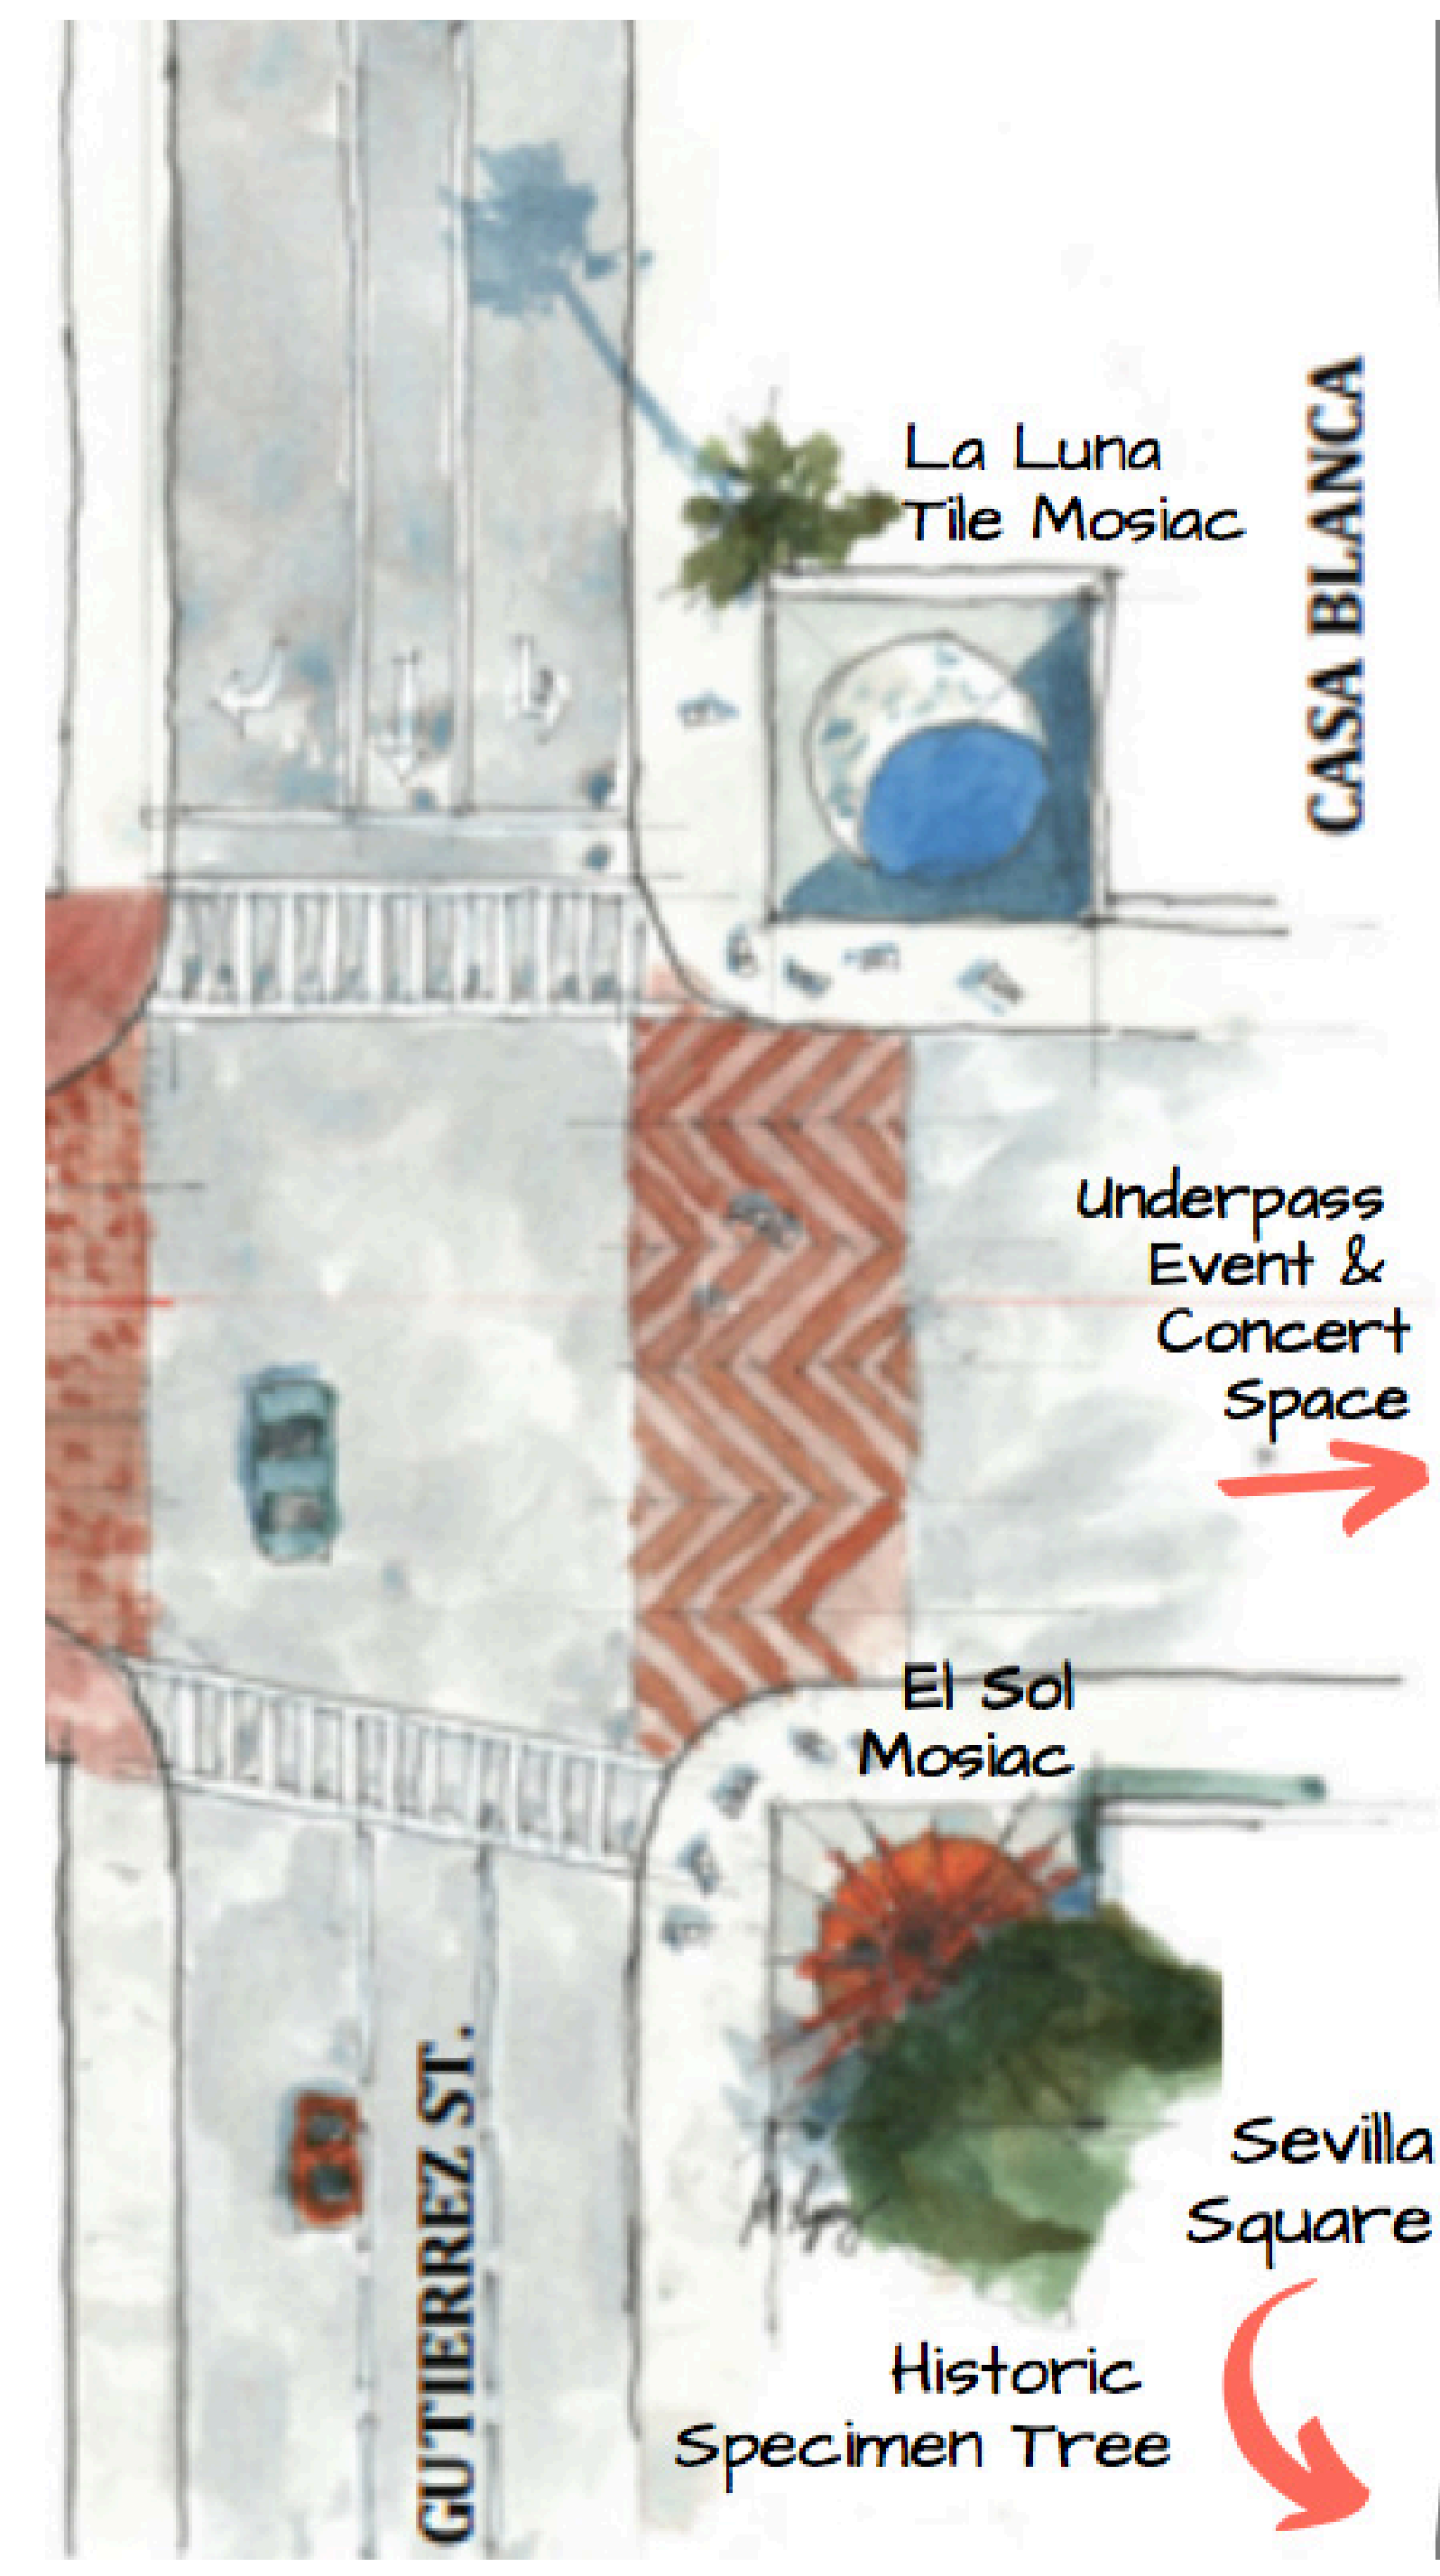 La Luna
Tile Mosiac
CASA BLANCA
Underpass
Event &
Concert
Space
El Sol
Mosiac
GUTIERREZ ST.
Sevilla
Square
Historic
Specimen Tree